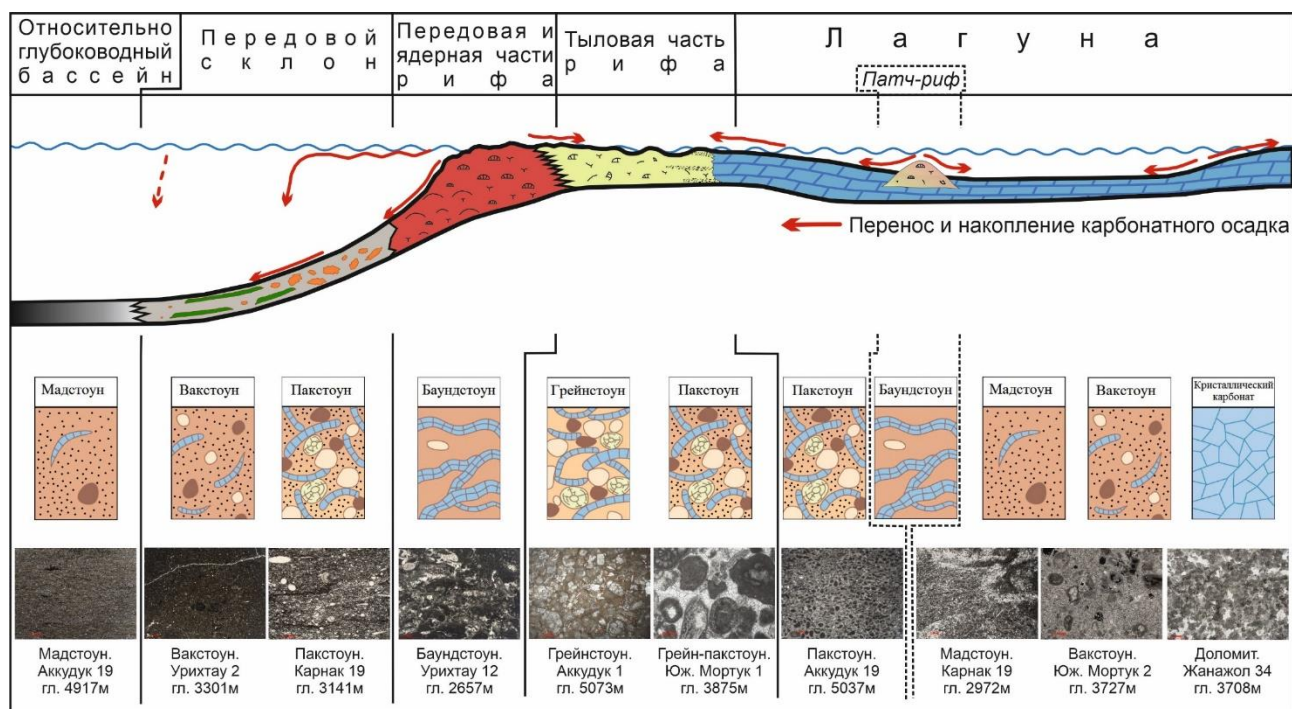 Относительно
глубоководный
бассейн
Передовой
склон
Передовая и
ядерная части
рифа
Тыловая часть
рифа
Лагуна
Патч-риф
Перенос и накопление карбонатного осадка
Мадстоун
Вакстоун
Пакстоун
Баундстоун
Грейнстоун
Пакстоун
Пакстоун
Баундстоун
Мадстоун
Вакстоун
Кристаллический
карбонат
Мадстоун.
Аккудук 19
гл. 4917м
Вакстоун.
Урихтау 2
гл. 3301м
Пакстоун.
Карнак 19
гл. 3141м
Баундстоун.
Урихтау 12
гл. 2657м
Грейнстоун.
Аккудук 1
гл. 5073м
Грейн-пакстоун.
Юж. Мортук 1
гл. 3875м
Пакстоун.
Аккудук 19
гл. 5037м
Мадстоун.
Карнак 19
гл. 2972м
Вакстоун.
Юж. Мортук 2
гл. 3727м
Доломит.
Жанажол 34
гл. 3708м